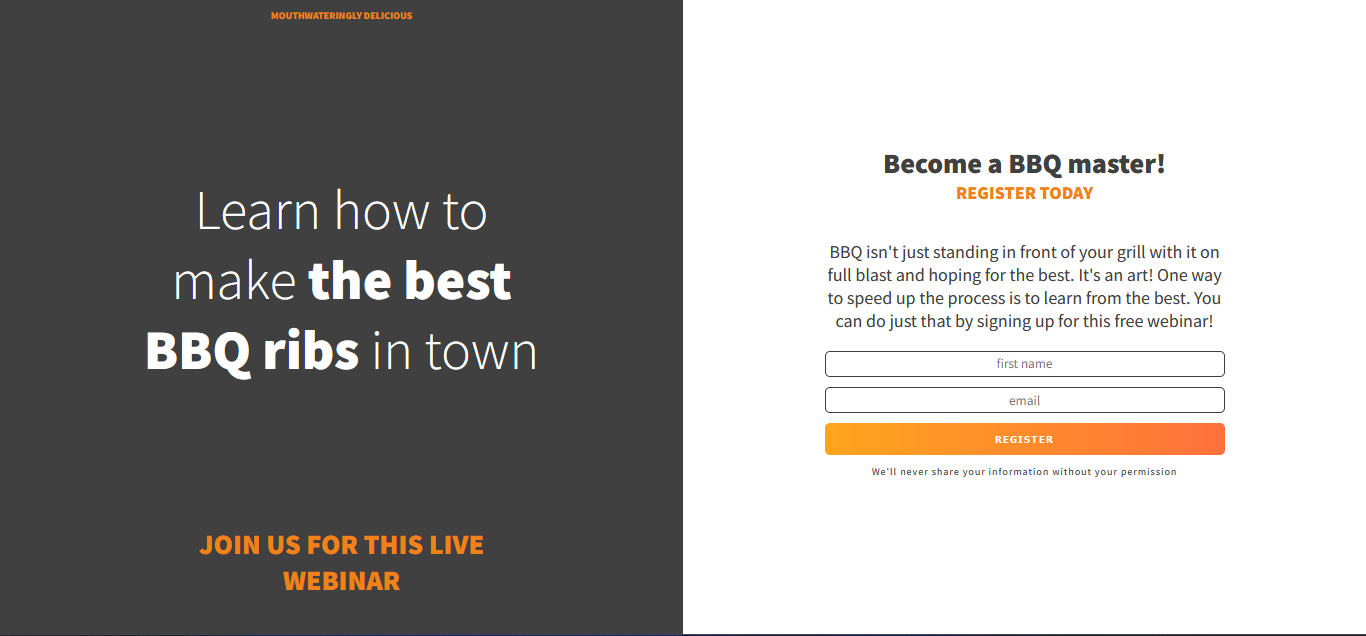 MOUTHWATERINGLY DELICIOUS
Learn how to
make the best
BBQ ribs in town
JOIN US FOR THIS LIVE
WEBINAR
Become a BBQ master!
REGISTER TODAY
BBQ isn't just standing in front of your grill with it on
full blast and hoping for the best. It's an art! One way
to speed up the process is to learn from the best. You
can do just that by signing up for this free webinar!
first name
email
REGISTER
We'll never share your information without your permission